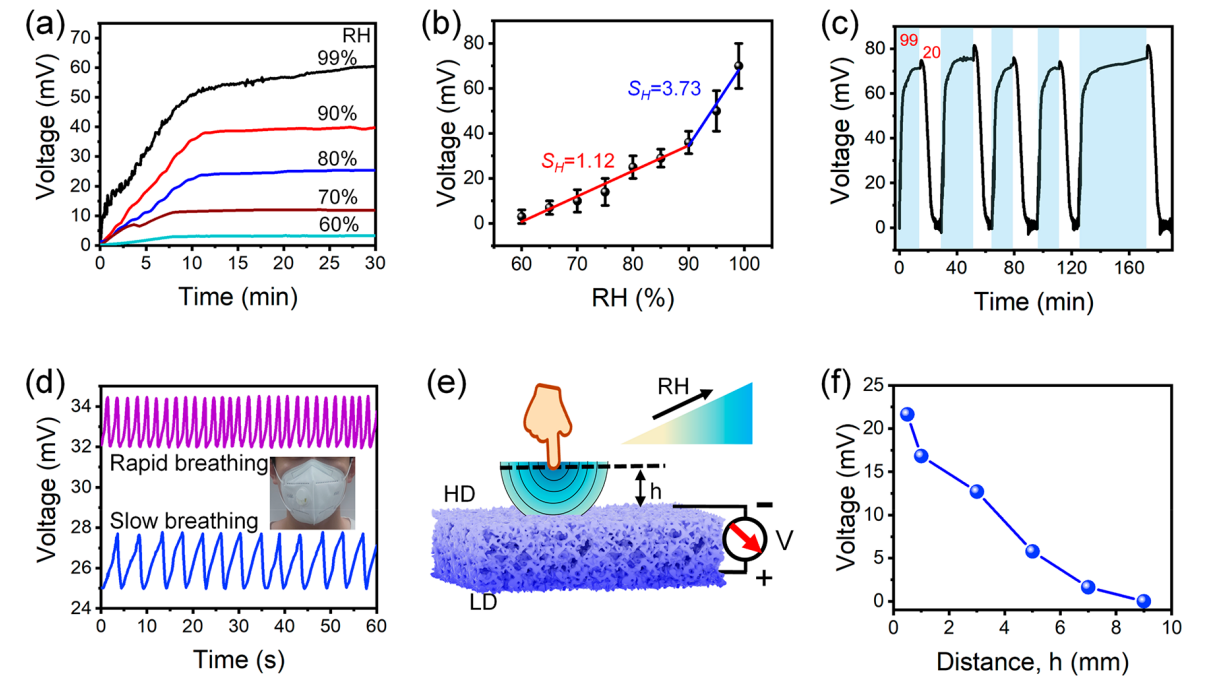 (a)
RH
99%
90%
80%
70%
60%
70
60
50
40
30
20
10
0
0 5 10 15 20 25 30
Voltage (mV)
Time (min)
(b)
S_H=3.73
S_H=1.12
80
60
40
20
0
60 70 80 90 100
Voltage (mV)
RH (%)
(c)
99
20
80
60
40
20
0
0 40 80 120 160
Voltage (mV)
Time (min)
(d)
34
32
30
28
26
24
Rapid breathing
Slow breathing
0 10 20 30 40 50 60
Voltage (mV)
Time (s)
(e)
RH
h
HD
LD
-
V
+
(f)
25
20
15
10
5
0
0 2 4 6 8 10
Voltage (mV)
Distance, h (mm)